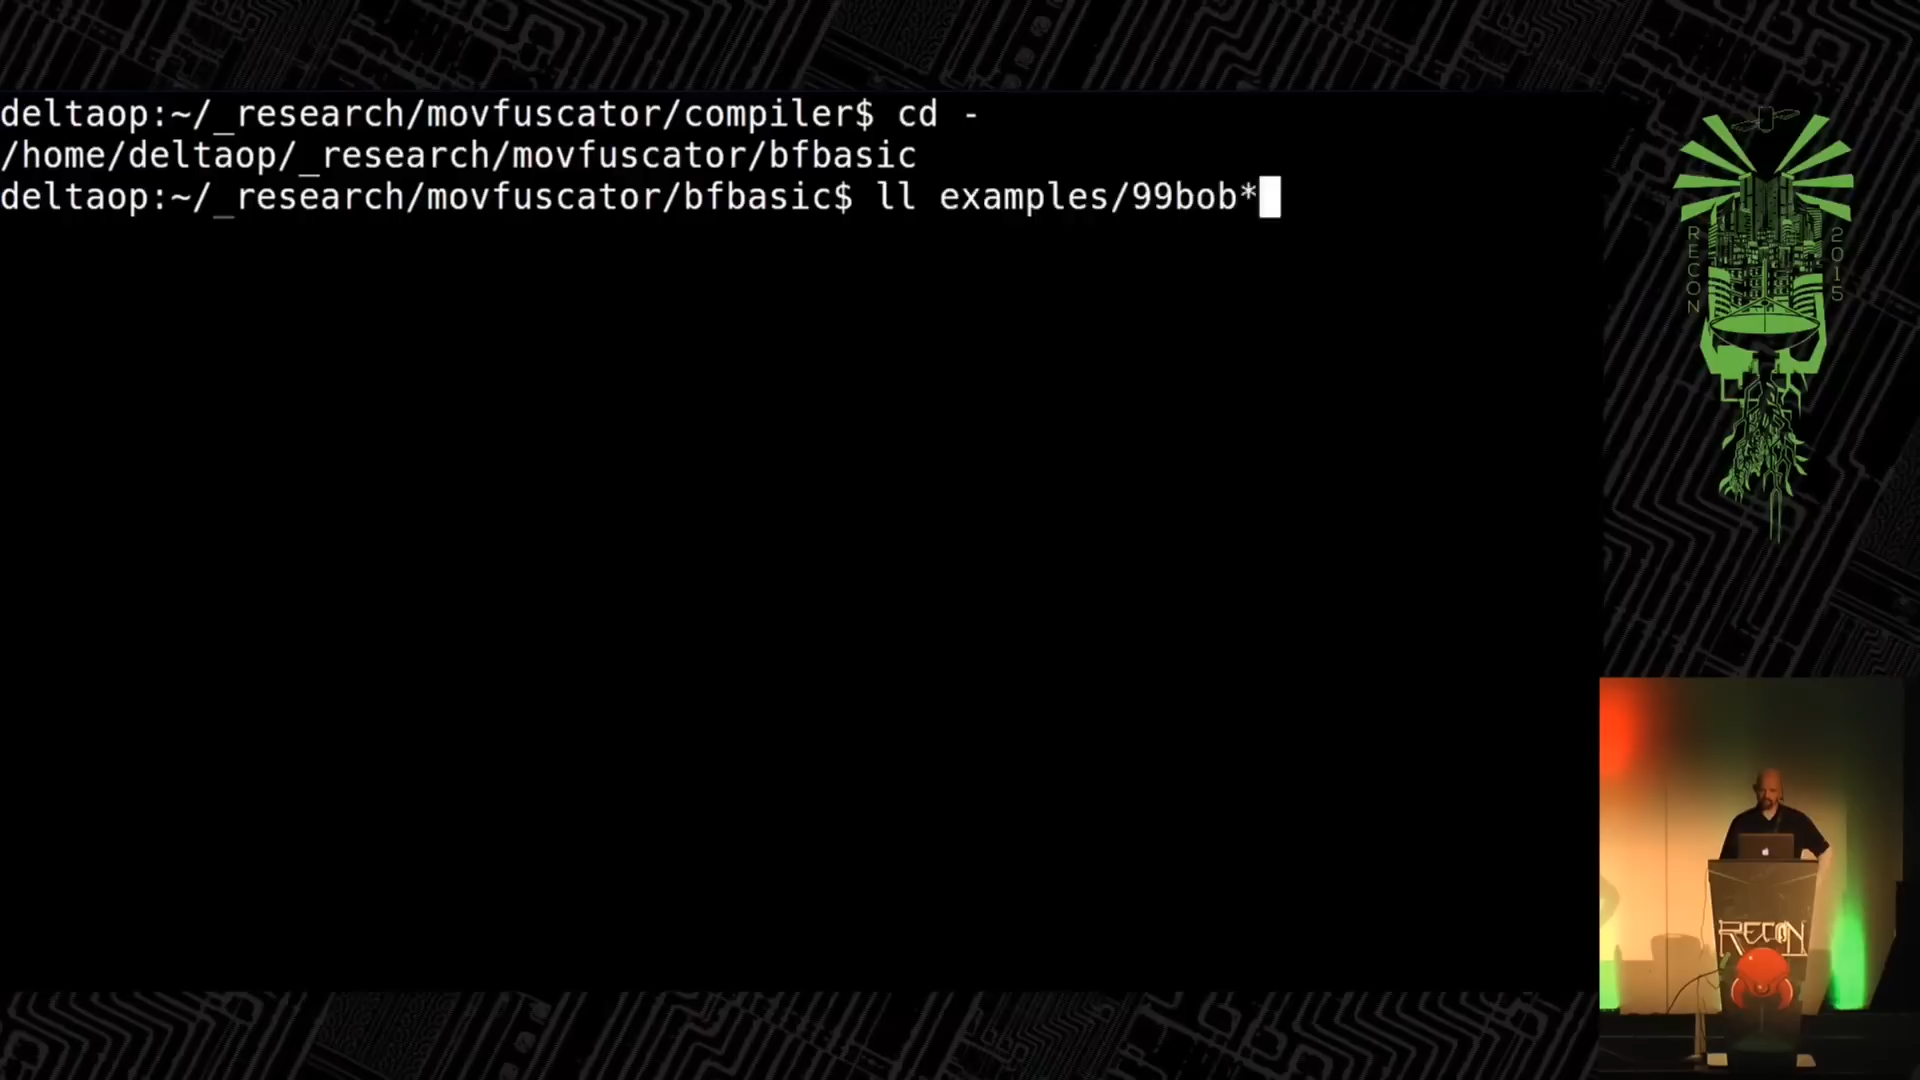 deltaop:~/_research/movfuscator/compiler$ cd -
/home/deltaop/_research/movfuscator/bfbasic
deltaop:~/_research/movfuscator/bfbasic$ ll examples/99bob*
RECON
2015
RECON